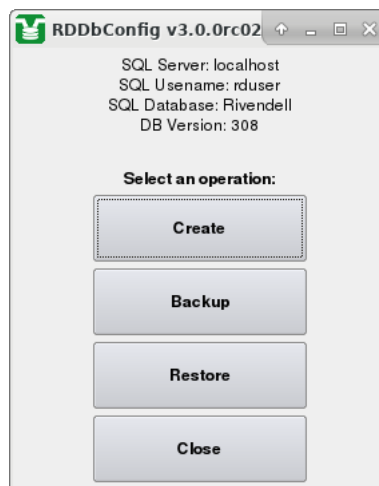 RDDbConfig v3.0.0rc02
SQL Server: localhost
SQL Usename: rduser
SQL Database: Rivendell
DB Version: 308
Select an operation:
Create
Backup
Restore
Close